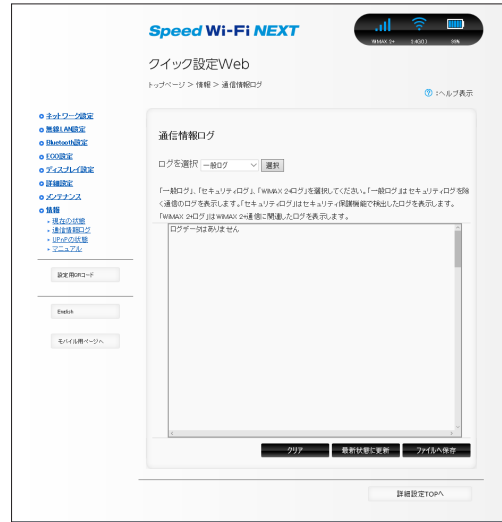 Speed Wi-Fi NEXT
WiMAX 2+
2.4G(0)
99%
クイック設定Web
トップページ > 情報 > 通信情報ログ
? :ヘルプ表示
ネットワーク設定
無線LAN設定
Bluetooth設定
ECO設定
ディスプレイ設定
詳細設定
メンテナンス
情報
現在の状態
通信情報ログ
UPnPの状態
マニュアル
設定用QRコード
English
モバイル用ページへ
通信情報ログ
ログを選択 一般ログ 選択
「一般ログ」、「セキュリティログ」、「WiMAX 2+ログ」を選択してください。「一般ログ」はセキュリティログを除
く通信のログを表示します。「セキュリティログ」はセキュリティ保護機能で検出したログを表示します。
「WiMAX 2+ログ」はWiMAX 2+通信に関連したログを表示します。
ログデータはありません
クリア 最新状態に更新 ファイルへ保存
詳細設定TOPへ